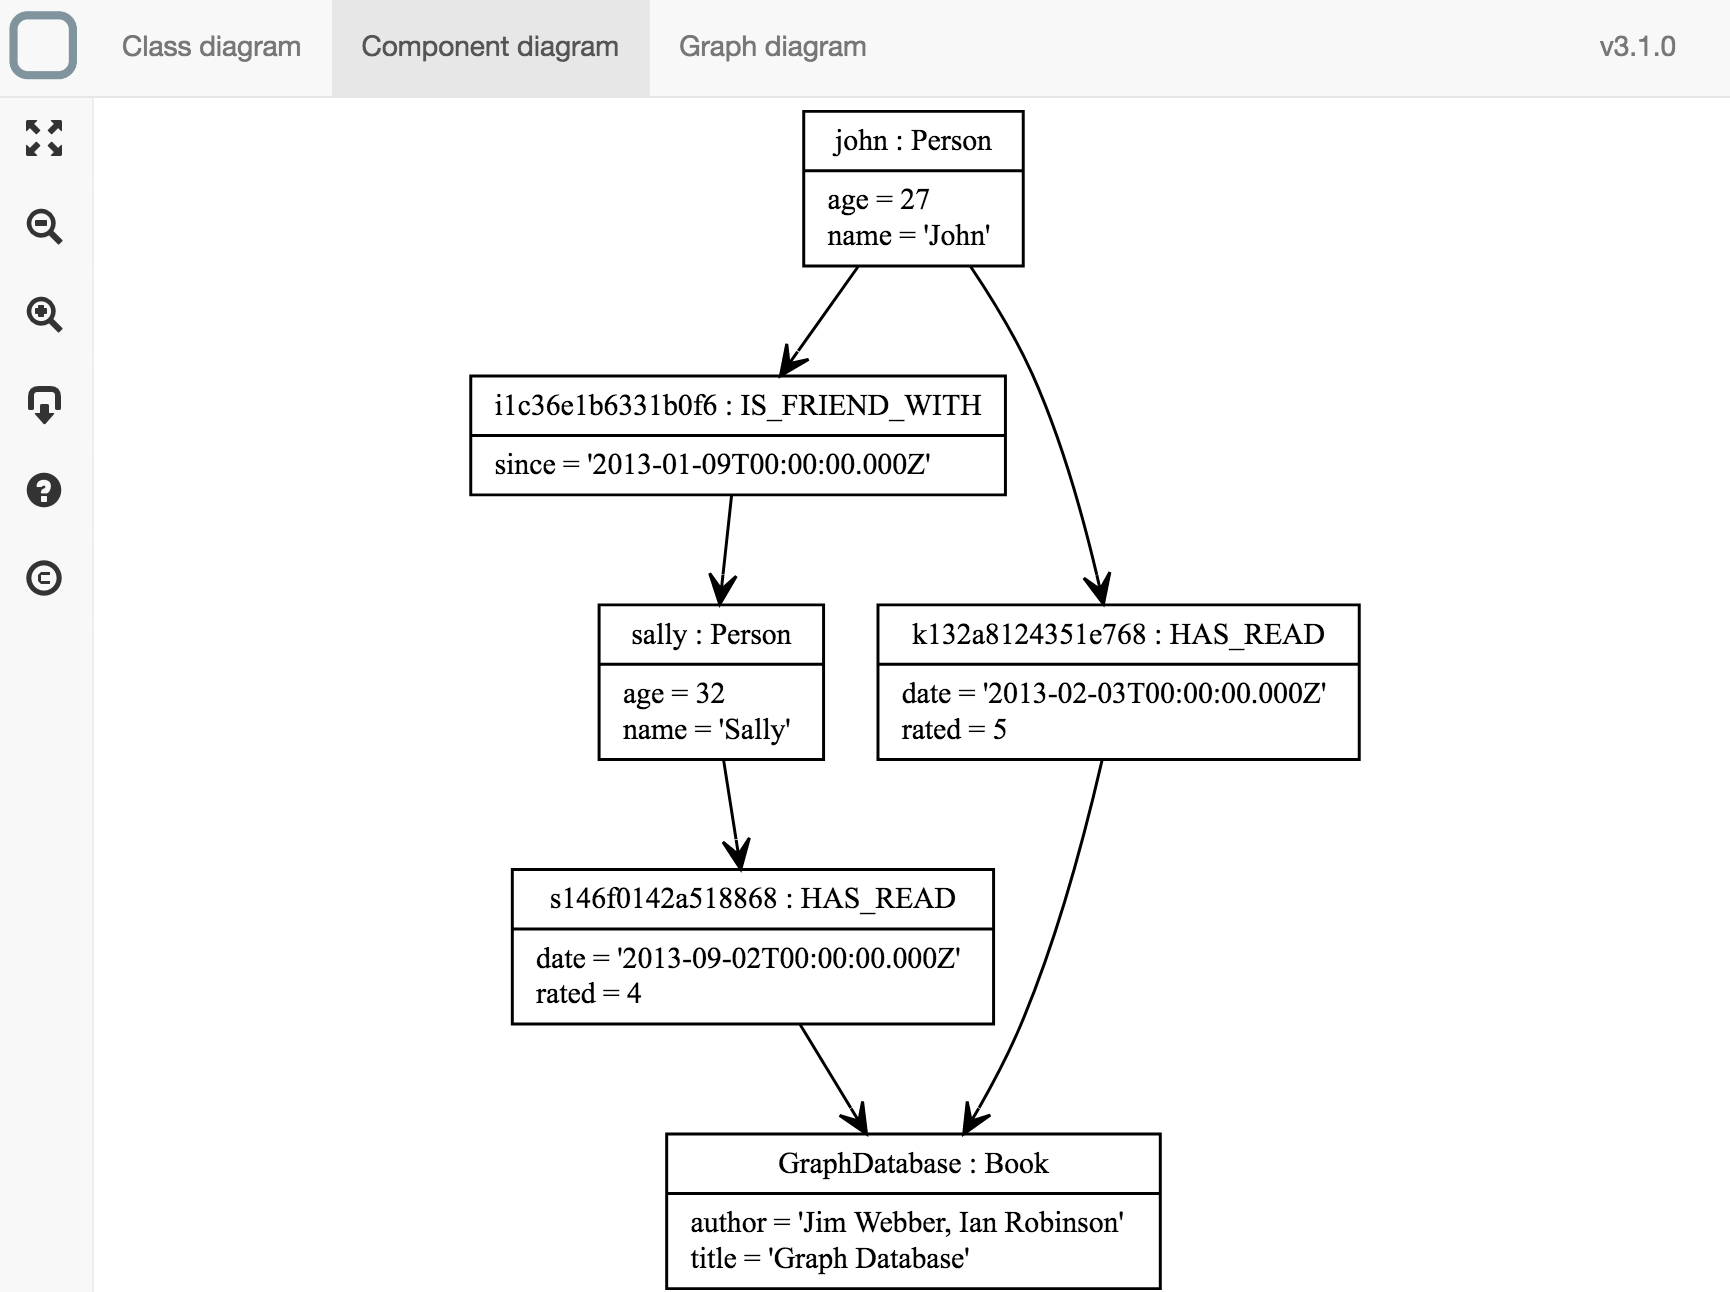 Class diagram
Component diagram
Graph diagram
v3.1.0
john : Person
age = 27
name = 'John'
i1c36e1b6331b0f6 : IS_FRIEND_WITH
since = '2013-01-09T00:00:00.000Z'
sally : Person
age = 32
name = 'Sally'
k132a8124351e768 : HAS_READ
date = '2013-02-03T00:00:00.000Z'
rated = 5
s146f0142a518868 : HAS_READ
date = '2013-09-02T00:00:00.000Z'
rated = 4
GraphDatabase : Book
author = 'Jim Webber, Ian Robinson'
title = 'Graph Database'